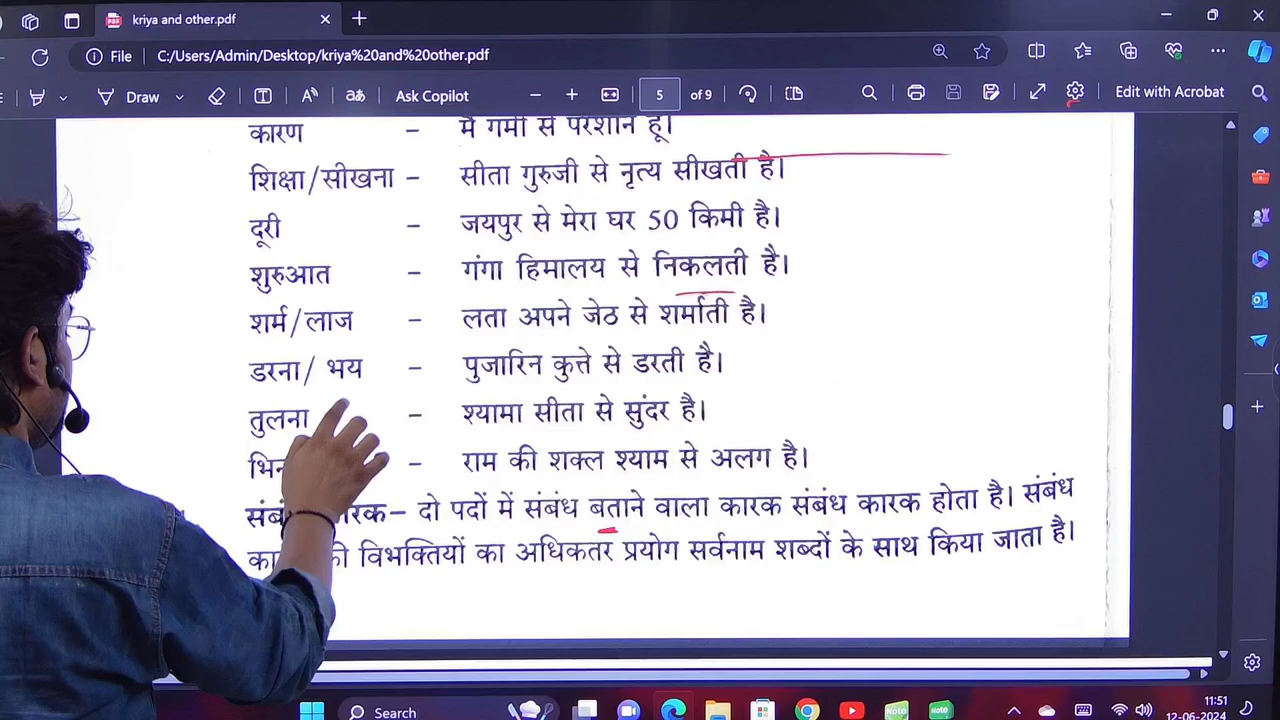 kriya and other.pdf
File C:/Users/Admin/Desktop/kriya%20and%20other.pdf
Draw
Ask Copilot
5 of 9
Edit with Acrobat
कारण – मैं गर्मी से परेशान हूं।
शिक्षा/सीखना – सीता गुरुजी से नृत्य सीखती है।
दूरी – जयपुर से मेरा घर 50 किमी है।
शुरुआत – गंगा हिमालय से निकलती है।
शर्म/लाज – लता अपने जेठ से शर्माती है।
डरना/ भय – पुजारिन कुत्ते से डरती है।
तुलना – श्यामा सीता से सुंदर है।
– राम की शक्ल श्याम से अलग है।
कारक– दो पदों में संबंध बताने वाला कारक संबंध कारक होता है। संबंध
की विभक्तियों का अधिकतर प्रयोग सर्वनाम शब्दों के साथ किया जाता है।
Search
Note
Note
11:51
12-06-2024